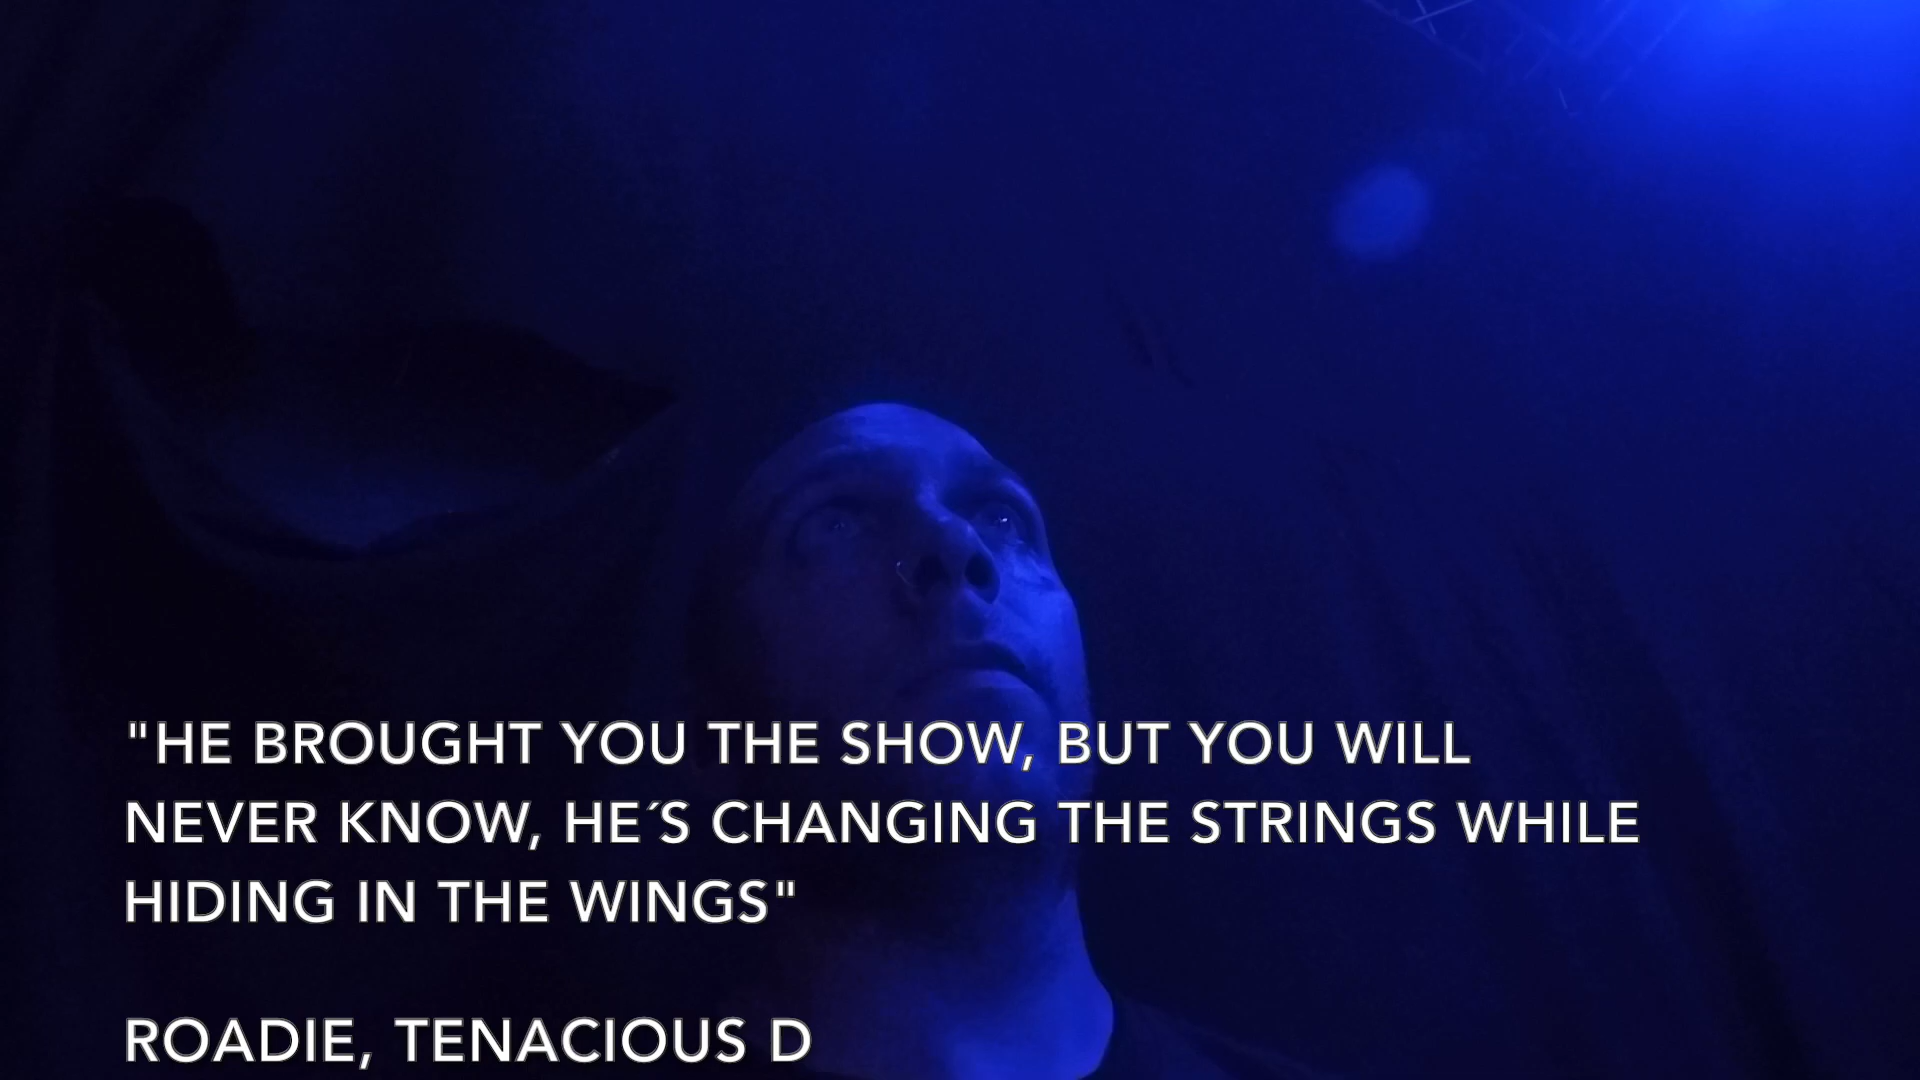 "HE BROUGHT YOU THE SHOW, BUT YOU WILL
NEVER KNOW, HE´S CHANGING THE STRINGS WHILE
HIDING IN THE WINGS"
ROADIE, TENACIOUS D